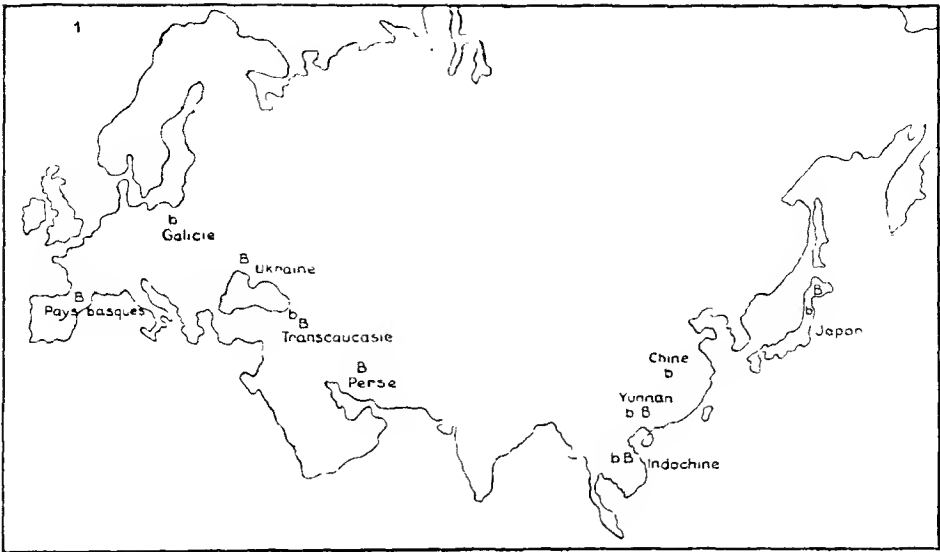 1
b
Galicie
B
Ukraine
B
Pays basques
b B
Transcaucasie
B
Perse
B
b
Japon
Chine
b
Yunnan
b B
b B Indochine